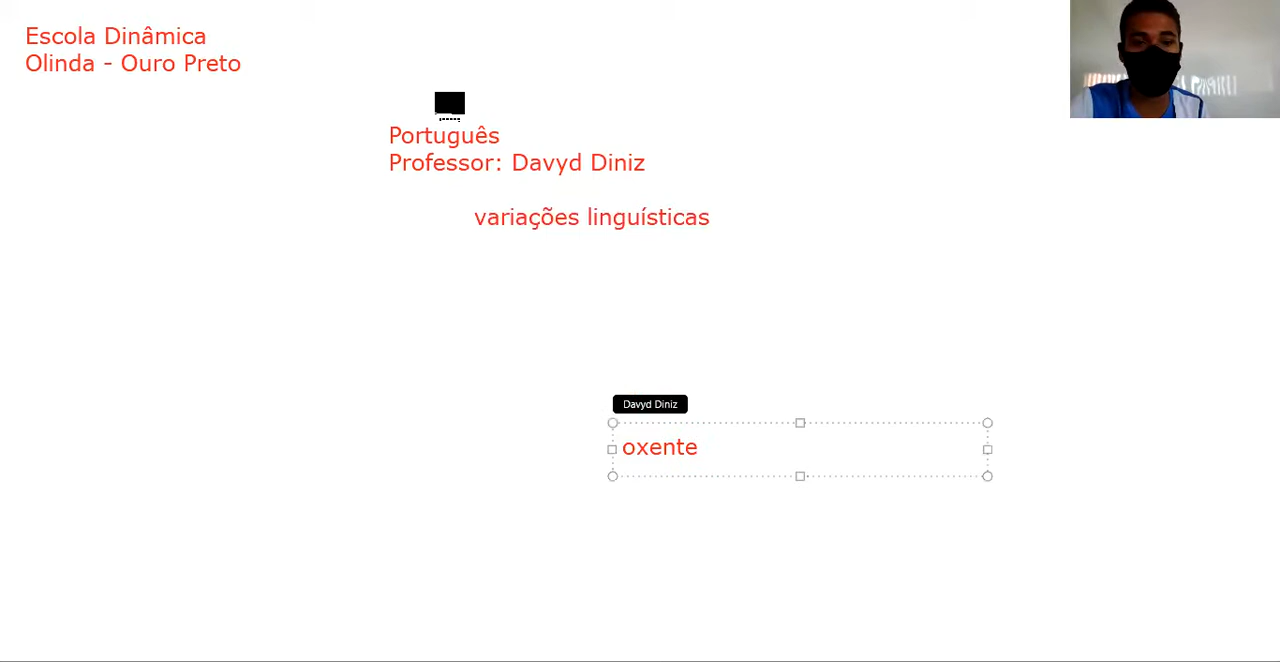 Escola Dinâmica
Olinda - Ouro Preto
Português
Professor: Davyd Diniz
variações linguísticas
Davyd Diniz
oxente